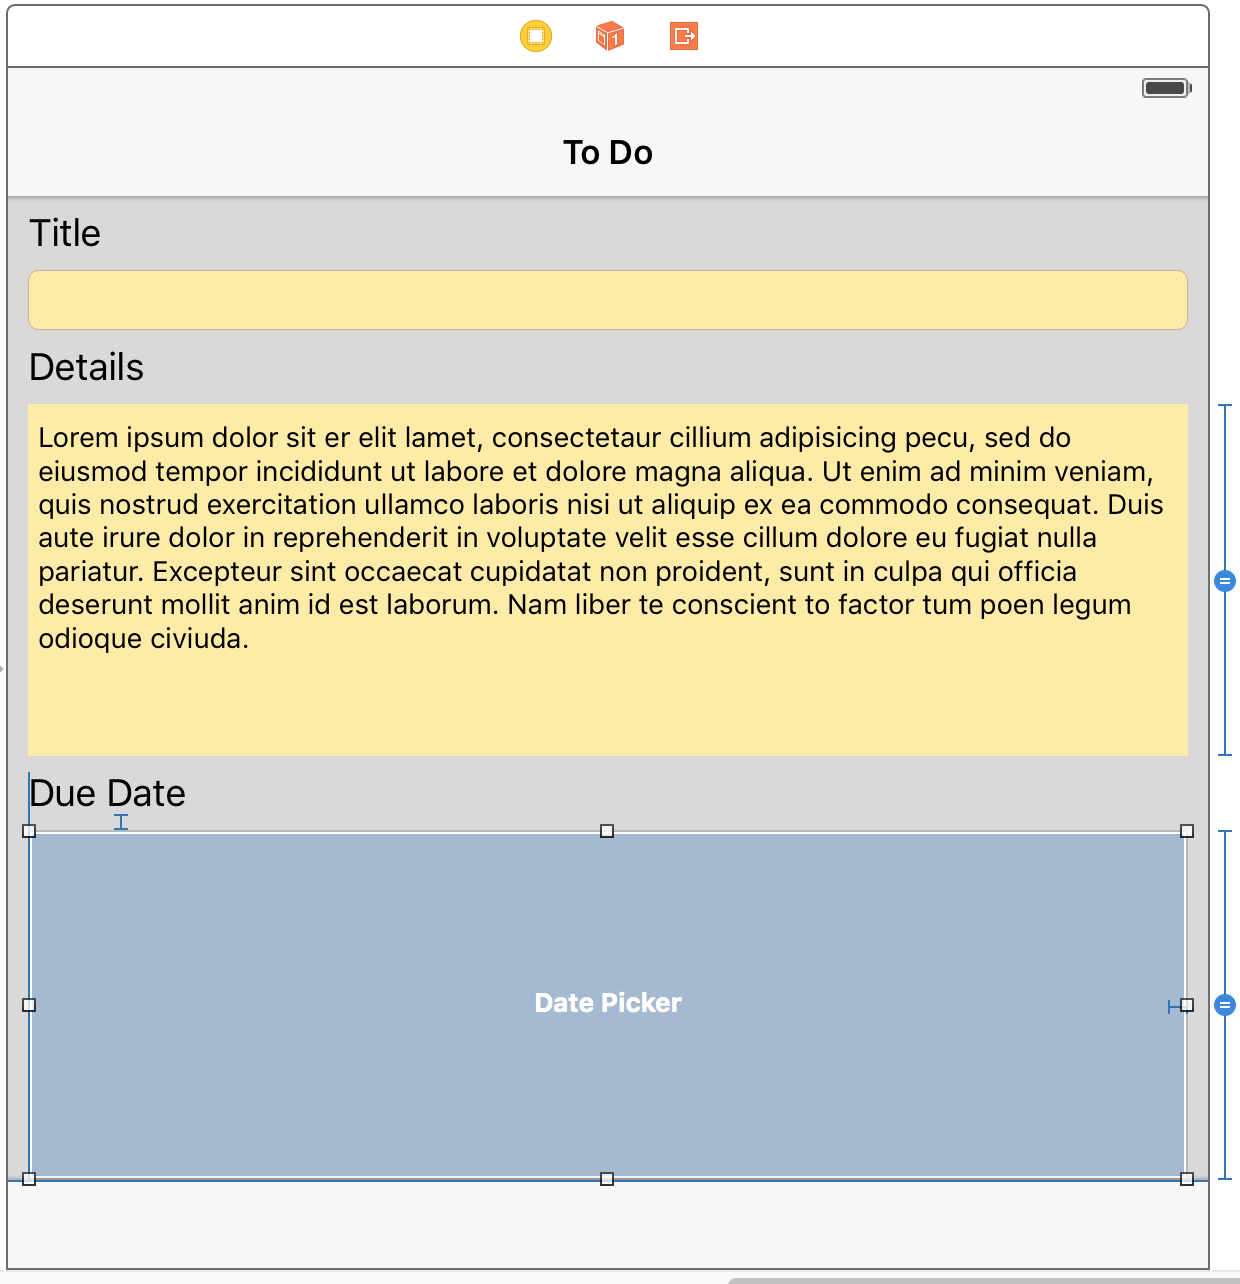 To Do
Title
Details
Lorem ipsum dolor sit er elit lamet, consectetaur cillium adipisicing pecu, sed do
eiusmod tempor incididunt ut labore et dolore magna aliqua. Ut enim ad minim veniam,
quis nostrud exercitation ullamco laboris nisi ut aliquip ex ea commodo consequat. Duis
aute irure dolor in reprehenderit in voluptate velit esse cillum dolore eu fugiat nulla
pariatur. Excepteur sint occaecat cupidatat non proident, sunt in culpa qui officia
deserunt mollit anim id est laborum. Nam liber te conscient to factor tum poen legum
odioque civiuda.
Due Date
Date Picker